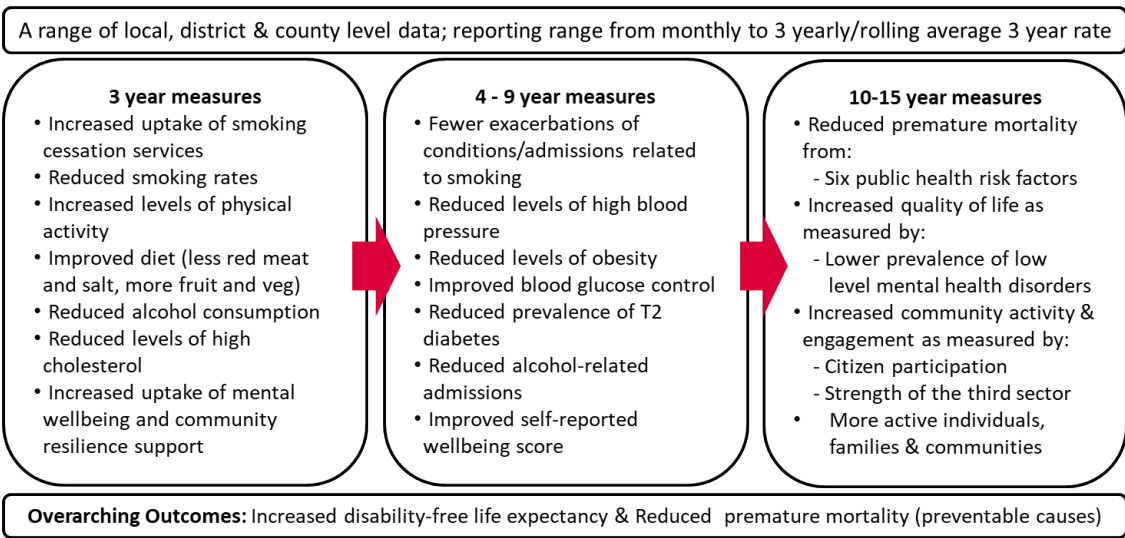 A range of local, district & county level data; reporting range from monthly to 3 yearly/rolling average 3 year rate
3 year measures
• Increased uptake of smoking
cessation services
• Reduced smoking rates
• Increased levels of physical
activity
• Improved diet (less red meat
and salt, more fruit and veg)
• Reduced alcohol consumption
• Reduced levels of high
cholesterol
• Increased uptake of mental
wellbeing and community
resilience support
4 - 9 year measures
• Fewer exacerbations of
conditions/admissions related
to smoking
• Reduced levels of high blood
pressure
• Reduced levels of obesity
• Improved blood glucose control
• Reduced prevalence of T2
diabetes
• Reduced alcohol-related
admissions
• Improved self-reported
wellbeing score
10-15 year measures
• Reduced premature mortality
from:
- Six public health risk factors
• Increased quality of life as
measured by:
- Lower prevalence of low
level mental health disorders
• Increased community activity &
engagement as measured by:
- Citizen participation
- Strength of the third sector
• More active individuals,
families & communities
Overarching Outcomes: Increased disability-free life expectancy & Reduced premature mortality (preventable causes)